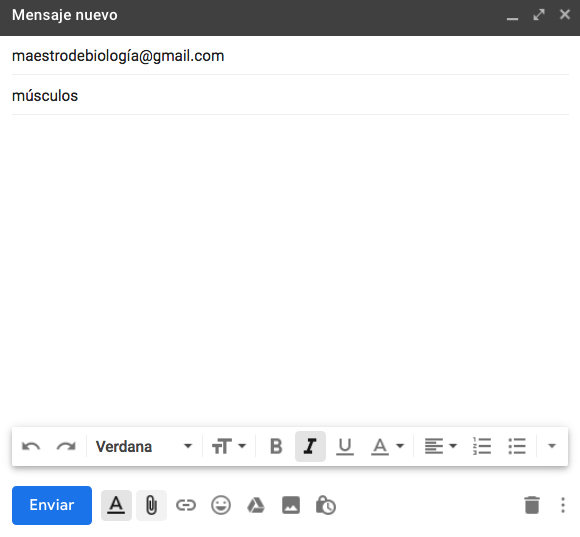 Mensaje nuevo
maestrodebiología@gmail.com
músculos
Verdana B I U A
Enviar A